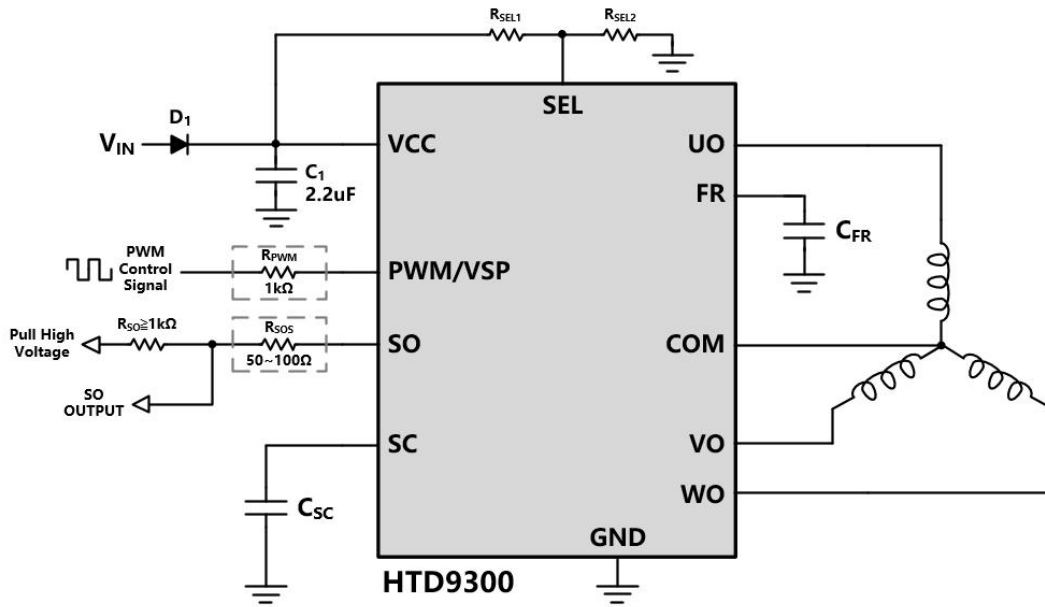 RSEL1
RSEL2
SEL
D1
VIN
VCC
C1
2.2uF
UO
FR
CFR
PWM
Control
Signal
RPWM
1kΩ
PWM/VSP
Pull High
Voltage
RSO≧1kΩ
RSOS
50~100Ω
SO
COM
SO
OUTPUT
SC
VO
CSC
WO
GND
HTD9300